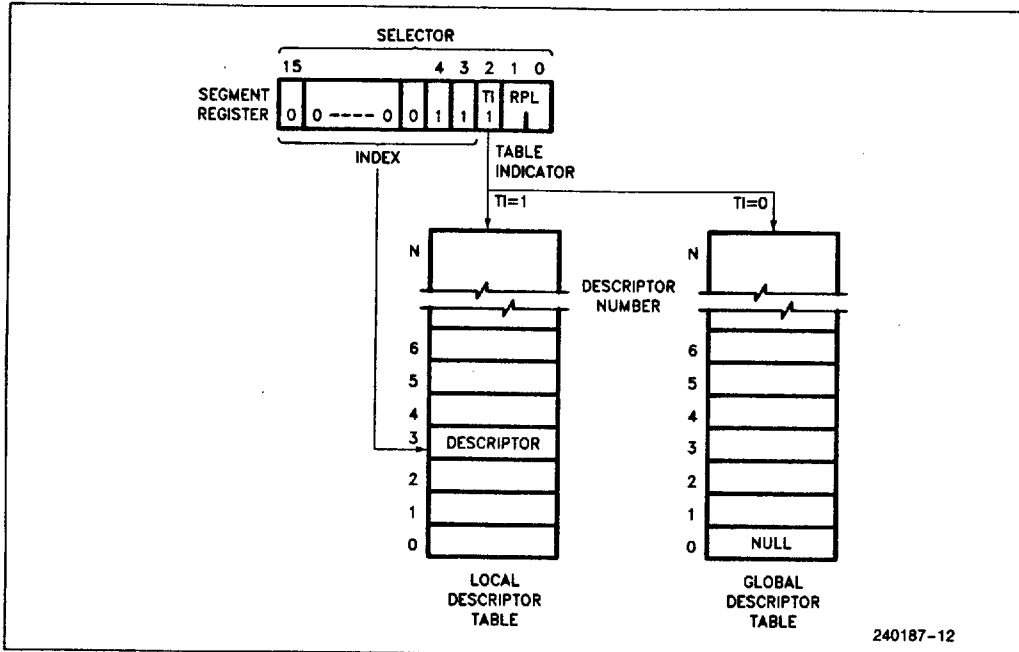 SELECTOR
15 4 3 2 1 0
SEGMENT
REGISTER
TI RPL
0 0 ---- 0 0 1 1 1
INDEX
TABLE
INDICATOR
TI=1
TI=0
N
N
DESCRIPTOR
NUMBER
6
6
5
5
4
4
3 DESCRIPTOR
3
2
2
1
1
0
0 NULL
LOCAL
DESCRIPTOR
TABLE
GLOBAL
DESCRIPTOR
TABLE
240187-12